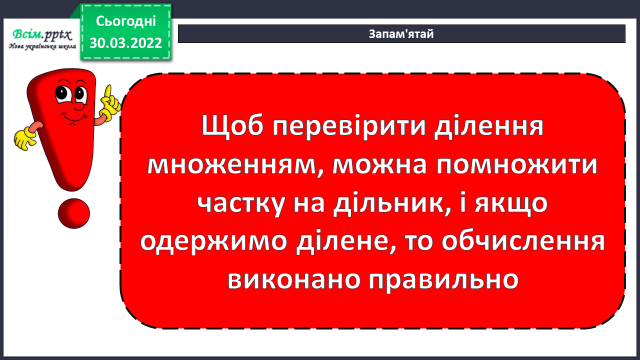 Всім.pptx
Нова українська школа
Сьогодні
30.03.2022
Запам'ятай
Щоб перевірити ділення
множенням, можна помножити
частку на дільник, і якщо
одержимо ділене, то обчислення
виконано правильно